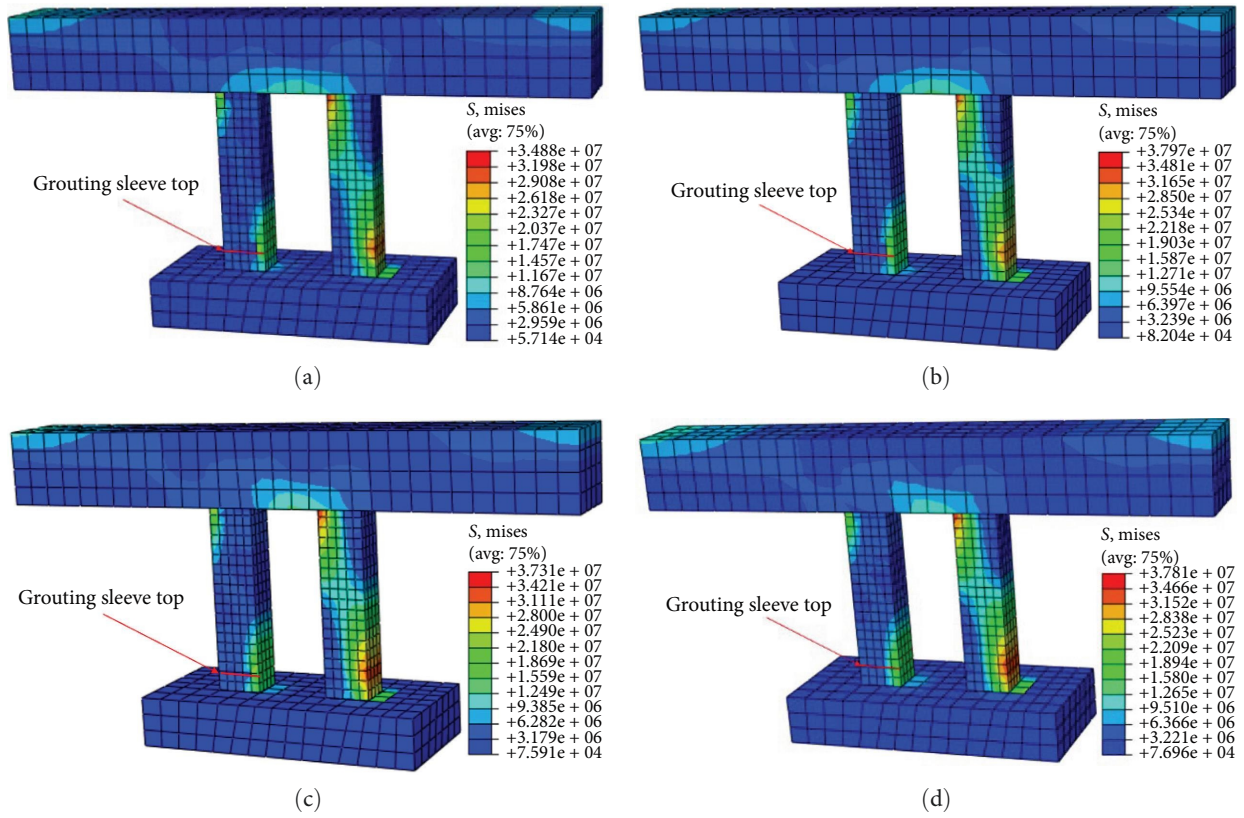 S, mises
(avg: 75%)
+3.488e + 07
+3.198e + 07
+2.908e + 07
+2.618e + 07
+2.327e + 07
+2.037e + 07
+1.747e + 07
+1.457e + 07
+1.167e + 07
+8.764e + 06
+5.861e + 06
+2.959e + 06
+5.714e + 04
Grouting sleeve top
(a)
S, mises
(avg: 75%)
+3.797e + 07
+3.481e + 07
+3.165e + 07
+2.850e + 07
+2.534e + 07
+2.218e + 07
+1.903e + 07
+1.587e + 07
+1.271e + 07
+9.554e + 06
+6.397e + 06
+3.239e + 06
+8.204e + 04
Grouting sleeve top
(b)
S, mises
(avg: 75%)
+3.731e + 07
+3.421e + 07
+3.111e + 07
+2.800e + 07
+2.490e + 07
+2.180e + 07
+1.869e + 07
+1.559e + 07
+1.249e + 07
+9.385e + 06
+6.282e + 06
+3.179e + 06
+7.591e + 04
Grouting sleeve top
(c)
S, mises
(avg: 75%)
+3.781e + 07
+3.466e + 07
+3.152e + 07
+2.838e + 07
+2.523e + 07
+2.209e + 07
+1.894e + 07
+1.580e + 07
+1.265e + 07
+9.510e + 06
+6.366e + 06
+3.221e + 06
+7.696e + 04
Grouting sleeve top
(d)